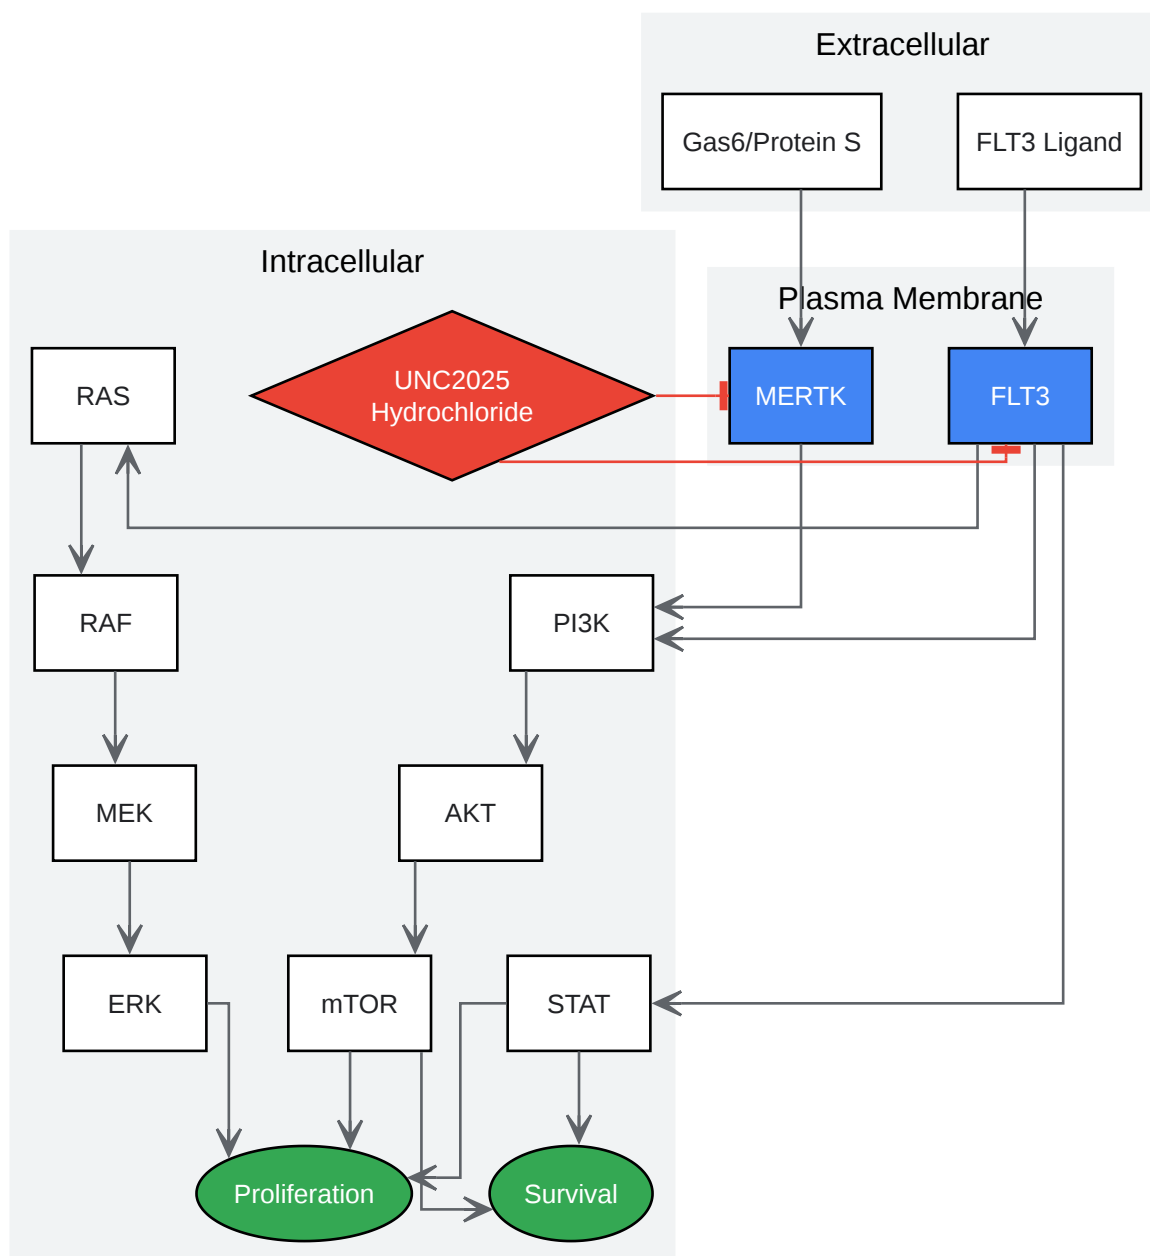 Extracellular
Gas6/Protein S
FLT3 Ligand
Intracellular
Plasma Membrane
RAS
UNC2025
Hydrochloride
MERTK
FLT3
RAF
PI3K
MEK
AKT
ERK
mTOR
STAT
Proliferation
Survival